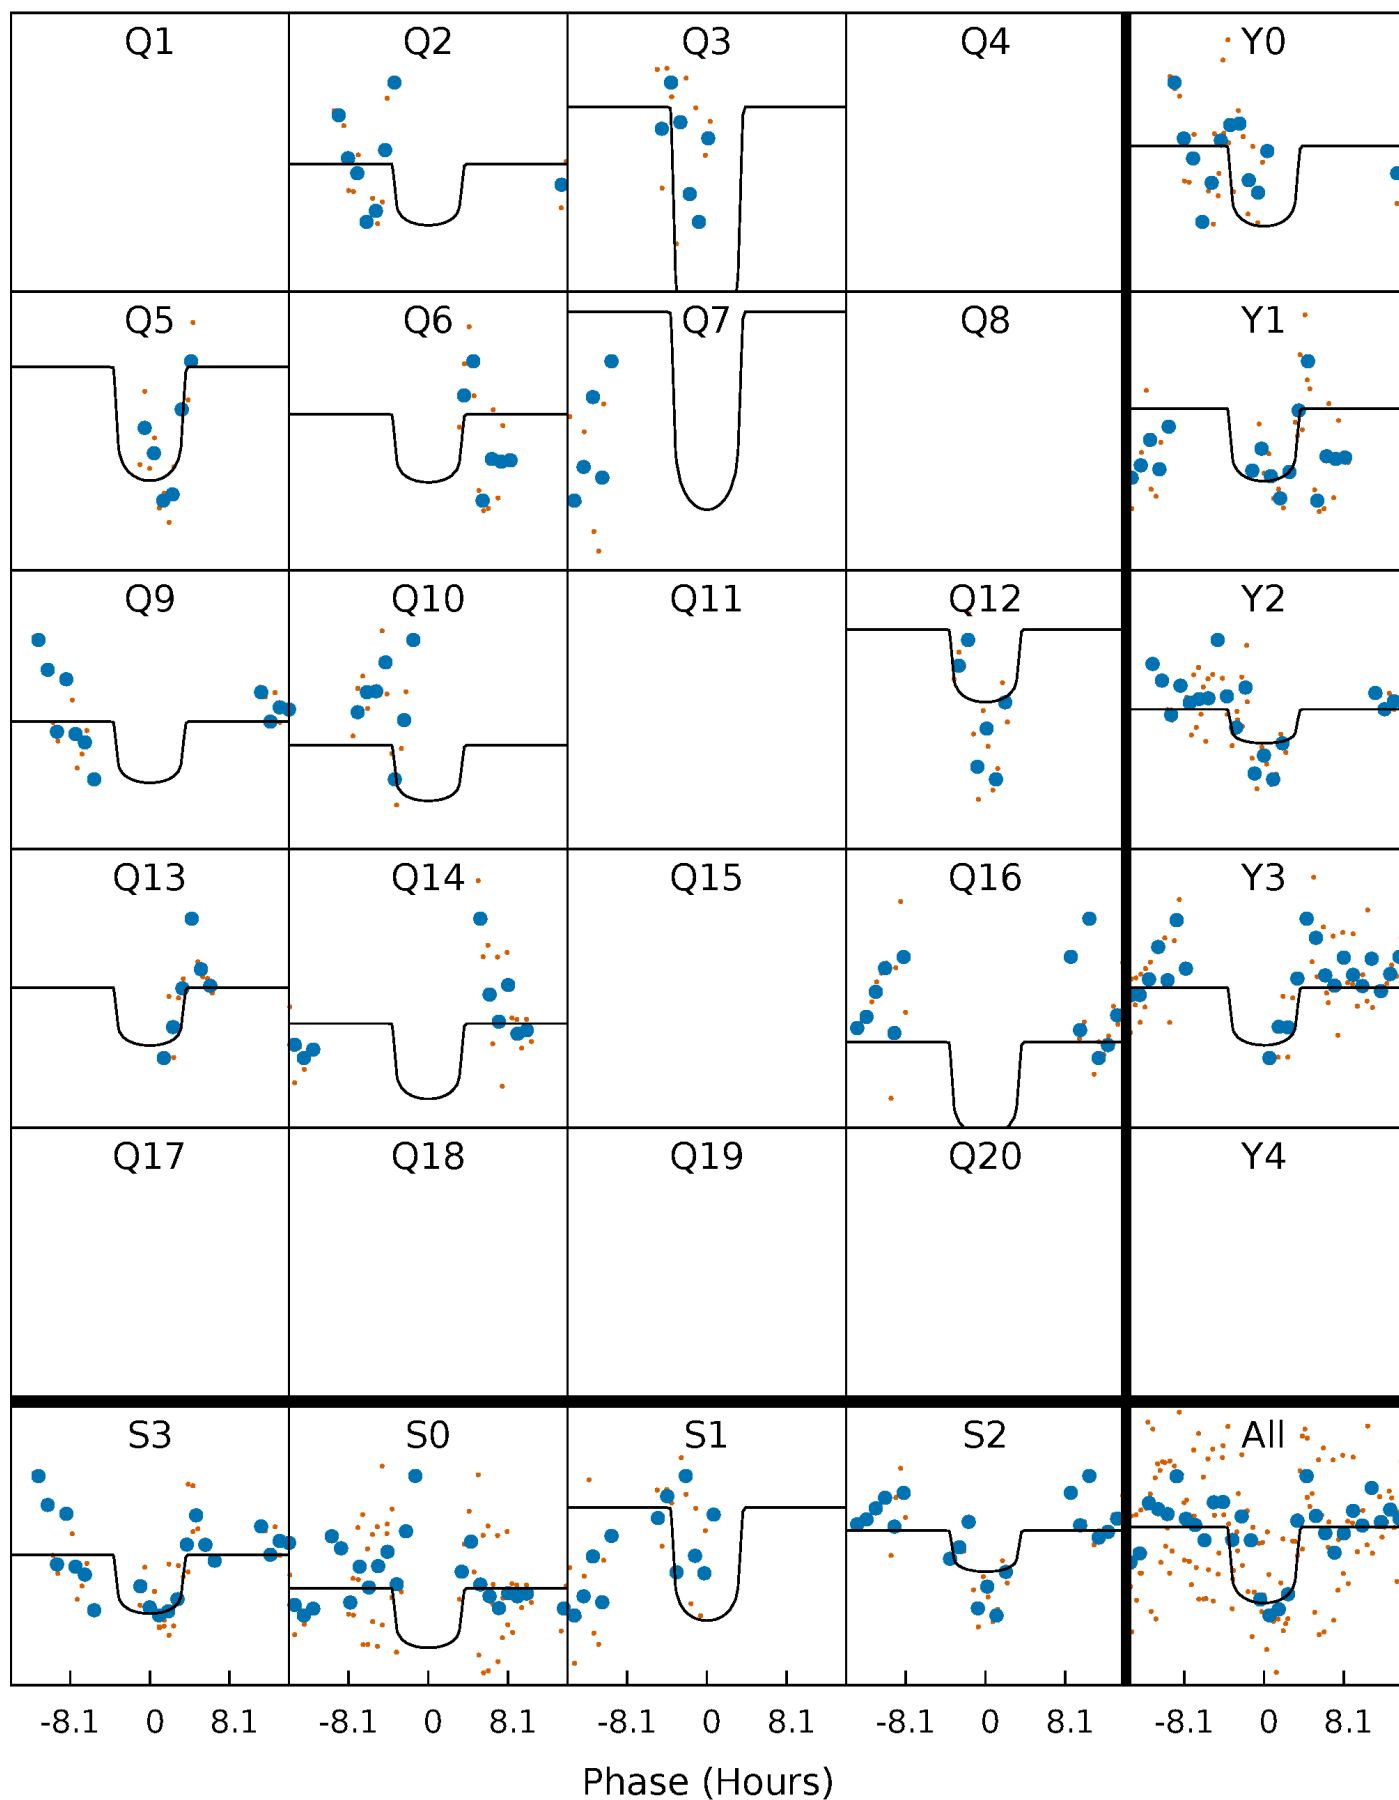 Q1 Q2 Q3 Q4 Y0
Q5 Q6 Q7 Q8 Y1
Q9 Q10 Q11 Q12 Y2
Q13 Q14 Q15 Q16 Y3
Q17 Q18 Q19 Q20 Y4
S3 S0 S1 S2 All
-8.1 0 8.1 -8.1 0 8.1 -8.1 0 8.1 -8.1 0 8.1 -8.1 0 8.1
Phase (Hours)